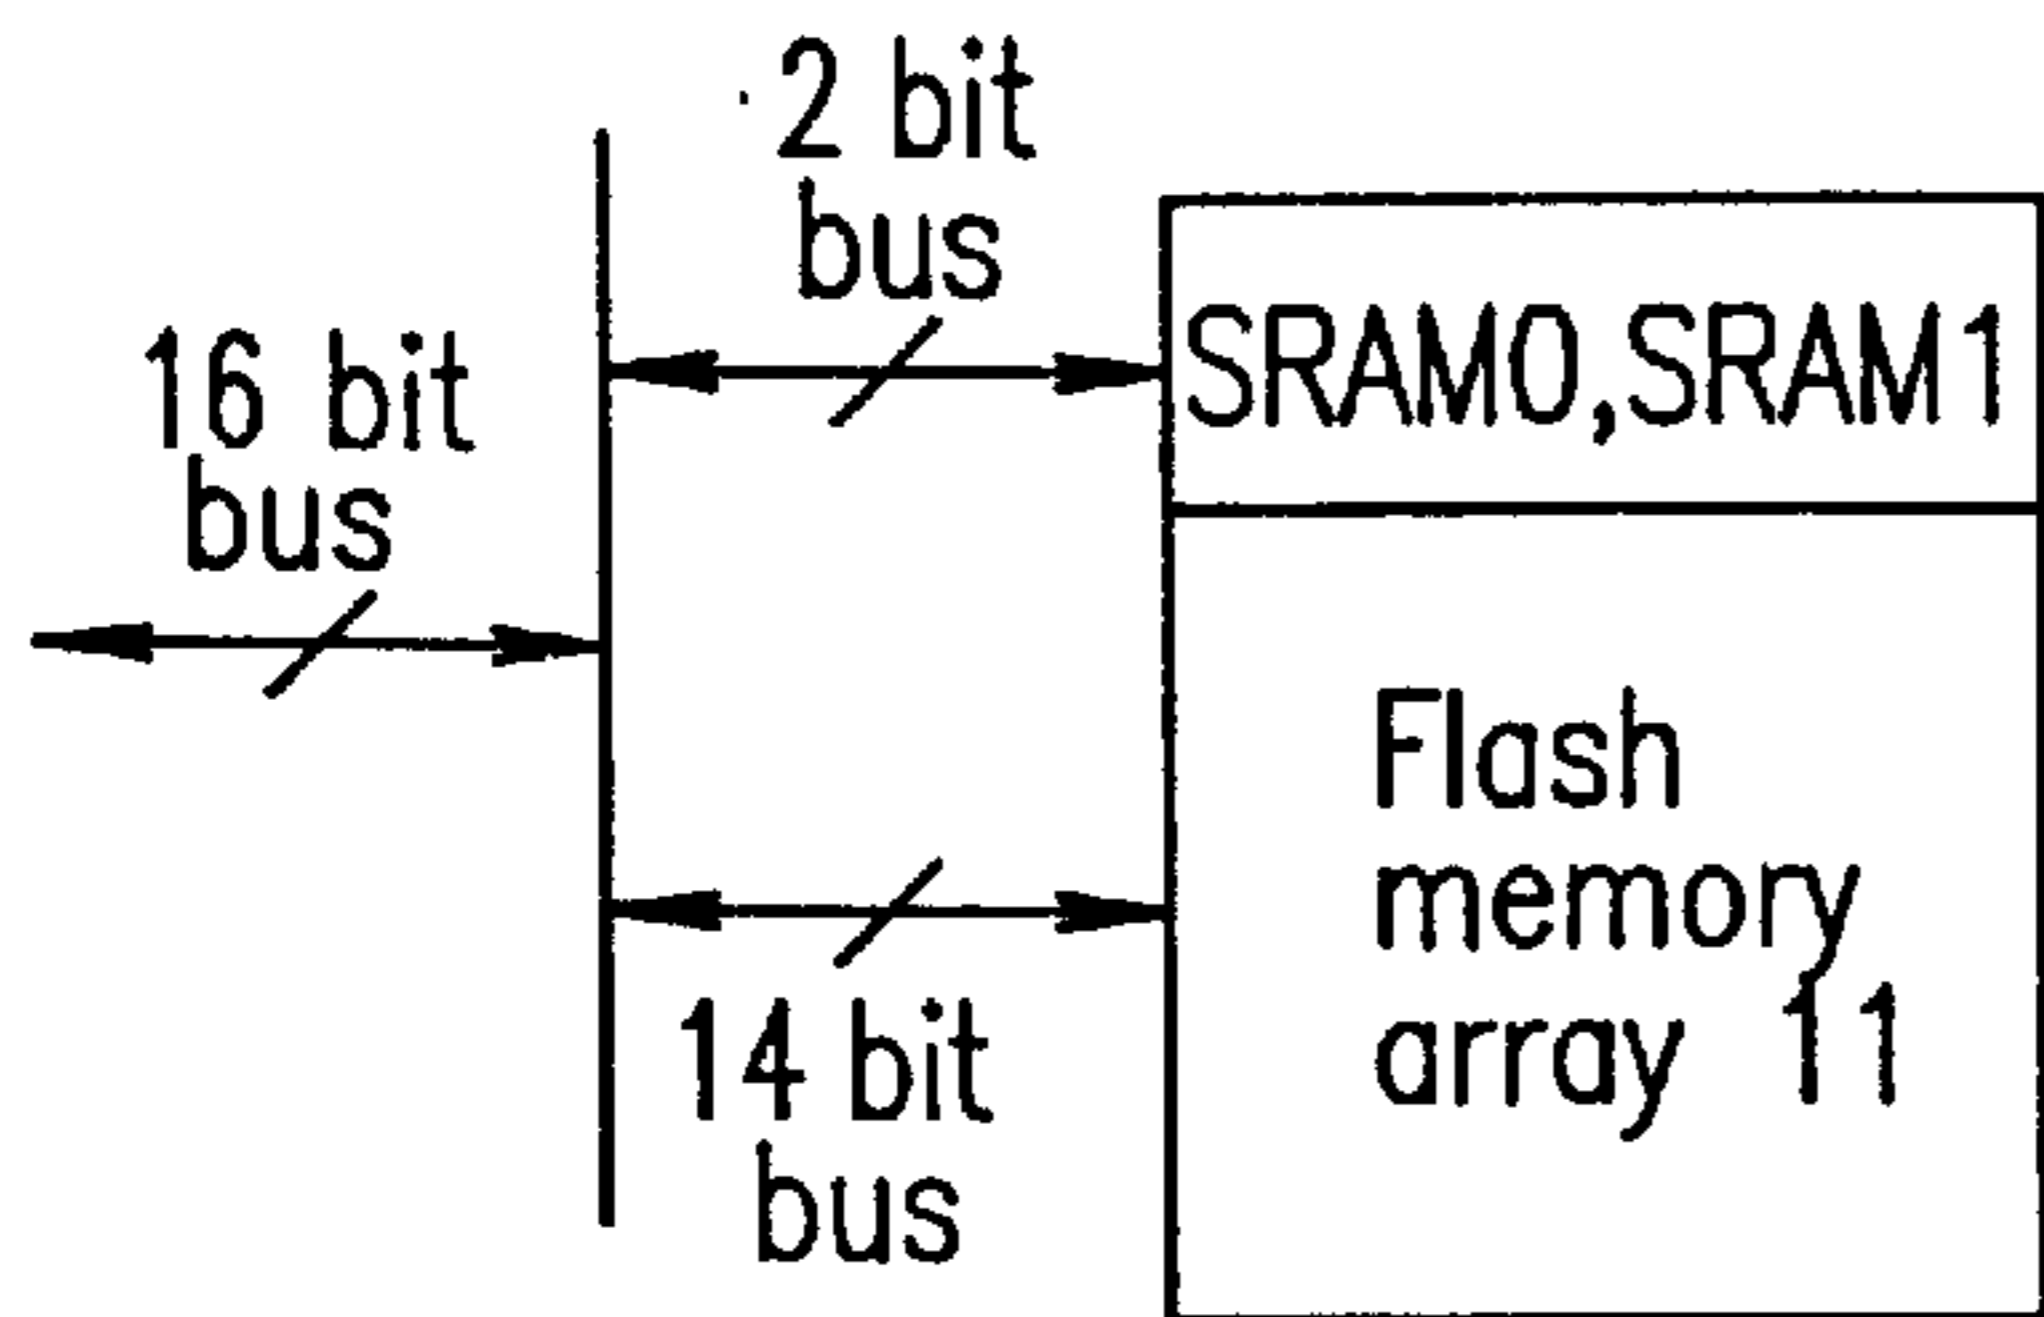 16 bit
bus
2 bit
bus
14 bit
bus
SRAM0,SRAM1
Flash
memory
array 11